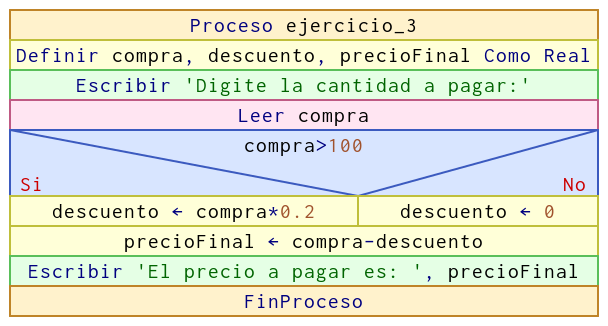 Proceso ejercicio_3
Definir compra, descuento, precioFinal Como Real
Escribir 'Digite la cantidad a pagar:'
Leer compra
compra>100
Si No
descuento ← compra*0.2 descuento ← 0
precioFinal ← compra-descuento
Escribir 'El precio a pagar es: ', precioFinal
FinProceso